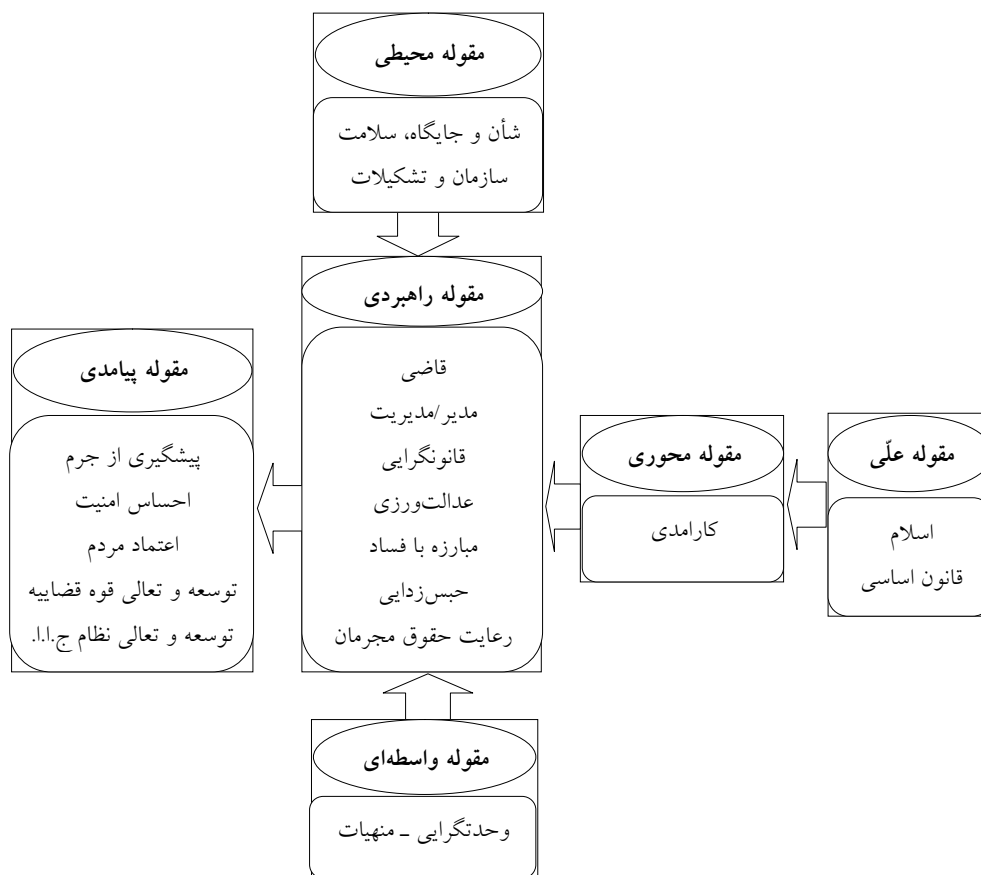 مقوله محیطی
شأن و جایگاه، سلامت
سازمان و تشکیلات
مقوله علّی
اسلام
قانون اساسی
مقوله محوری
کارامدی
مقوله راهبردی
قاضی
مدیر/مدیریت
قانونگرایی
عدالت‌ورزی
مبارزه با فساد
حبس‌زدایی
رعایت حقوق مجرمان
مقوله پیامدی
پیشگیری از جرم
احساس امنیت
اعتماد مردم
توسعه و تعالی قوه قضاییه
توسعه و تعالی نظام ج.ا.ا.
مقوله واسطه‌ای
وحدتگرایی ـ منهیات